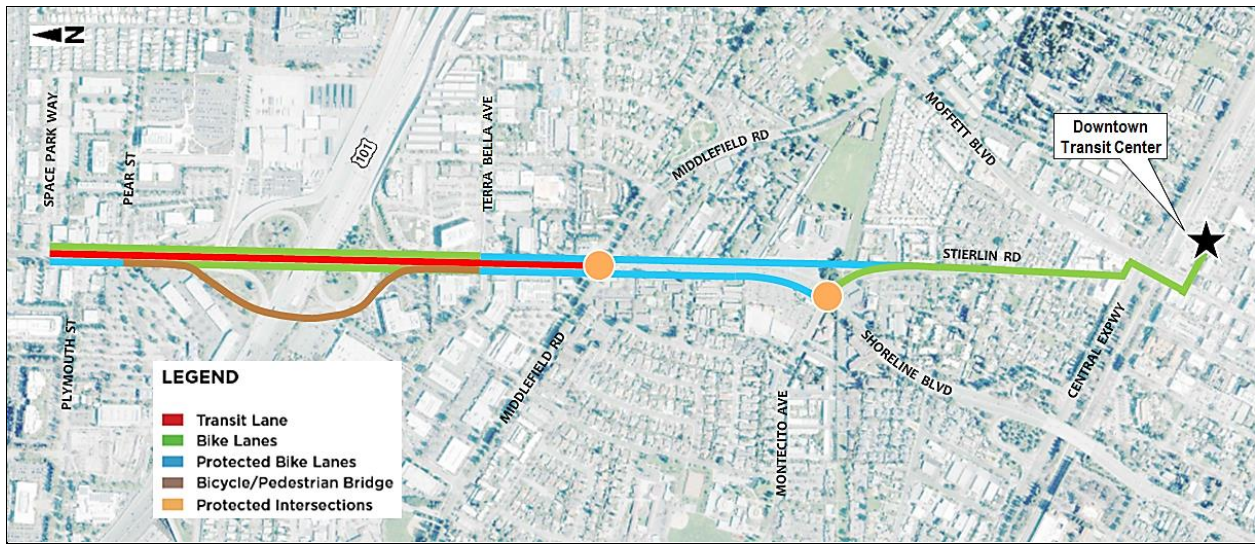 N
SPACE PARK WAY
PEAR ST
101
TERRA BELLA AVE
MIDDLEFIELD RD
MOFFETT BLVD
Downtown
Transit Center
STIERLIN RD
PLYMOUTH ST
MIDDLEFIELD RD
MONTECITO AVE
SHORELINE BLVD
CENTRAL EXPWY
LEGEND
Transit Lane
Bike Lanes
Protected Bike Lanes
Bicycle/Pedestrian Bridge
Protected Intersections